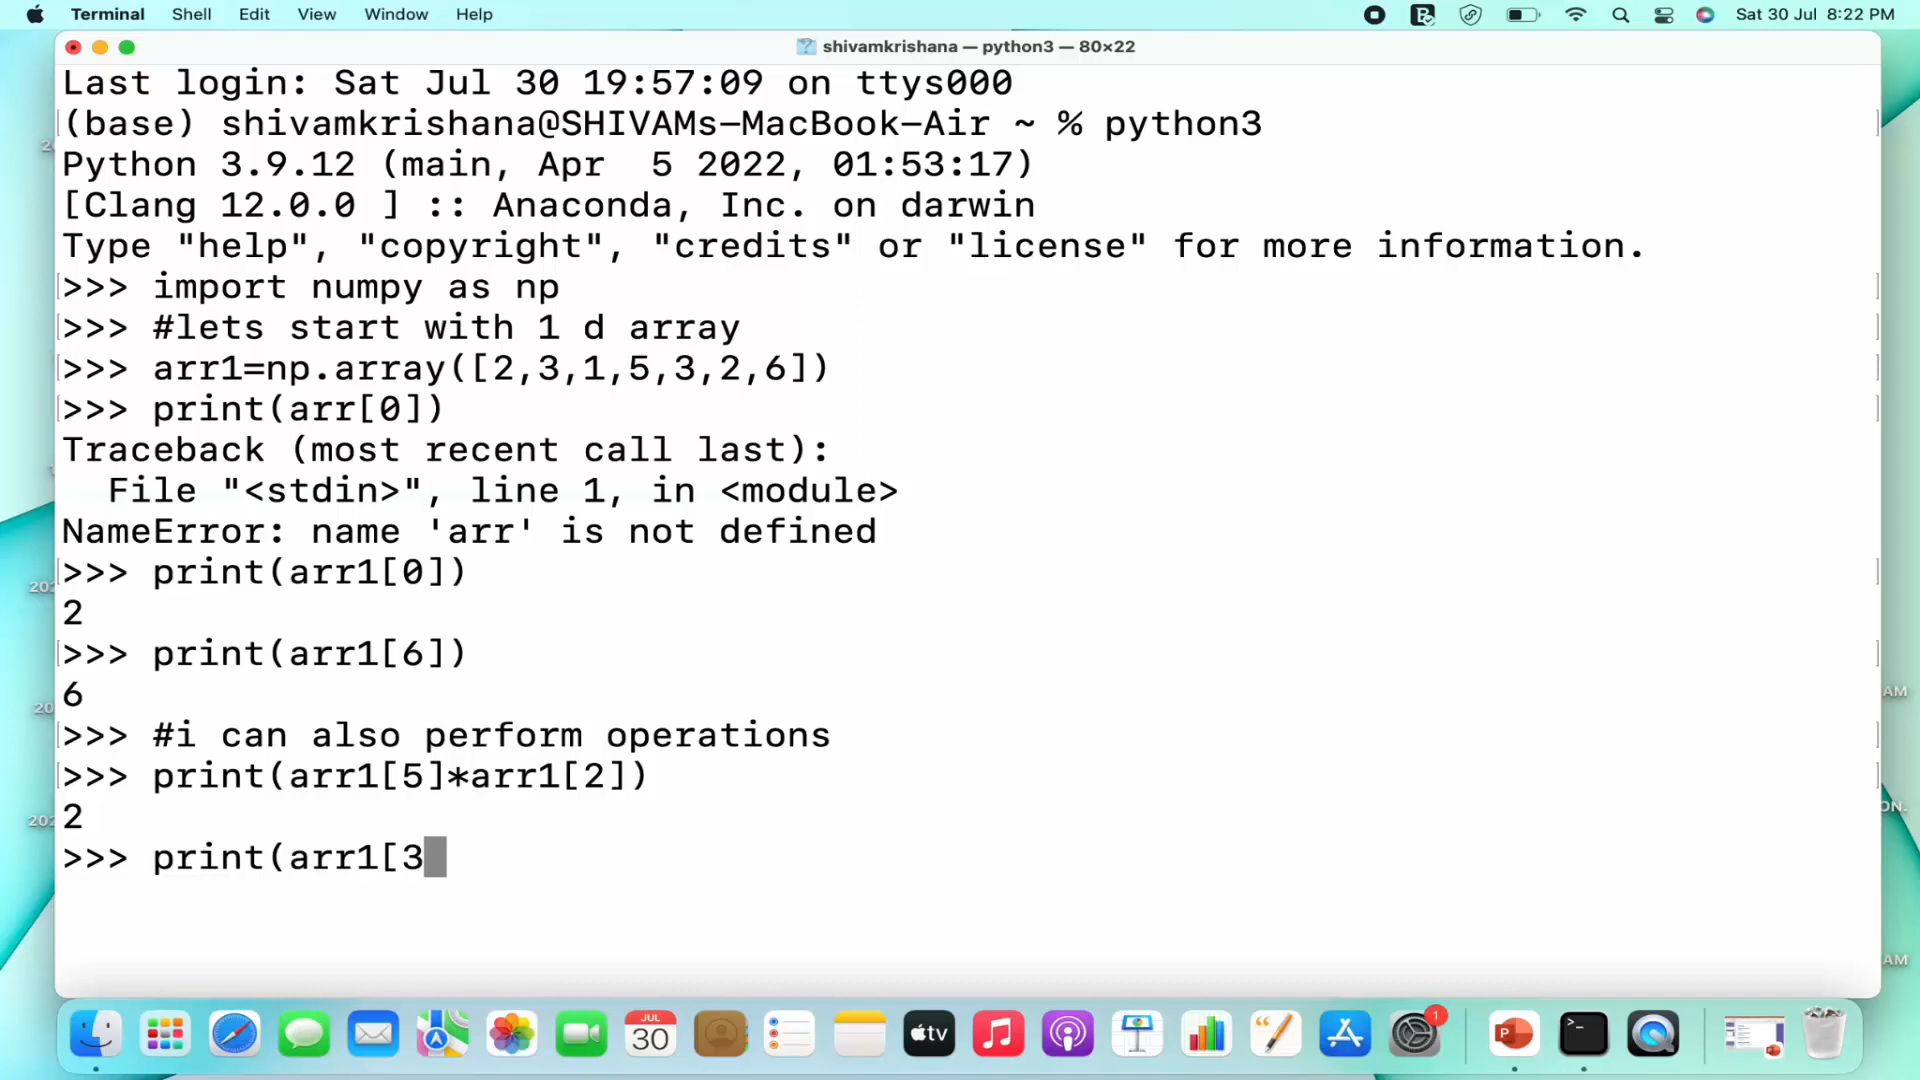 Terminal Shell Edit View Window Help Sat 30 Jul 8:22 PM
shivamkrishana — python3 — 80×22
Last login: Sat Jul 30 19:57:09 on ttys000
(base) shivamkrishana@SHIVAMs-MacBook-Air ~ % python3
Python 3.9.12 (main, Apr  5 2022, 01:53:17)
[Clang 12.0.0 ] :: Anaconda, Inc. on darwin
Type "help", "copyright", "credits" or "license" for more information.
>>> import numpy as np
>>> #lets start with 1 d array
>>> arr1=np.array([2,3,1,5,3,2,6])
>>> print(arr[0])
Traceback (most recent call last):
  File "<stdin>", line 1, in <module>
NameError: name 'arr' is not defined
>>> print(arr1[0])
2
>>> print(arr1[6])
6
>>> #i can also perform operations
>>> print(arr1[5]*arr1[2])
2
>>> print(arr1[3
AM
ON.
AM
JUL
30
tv
1